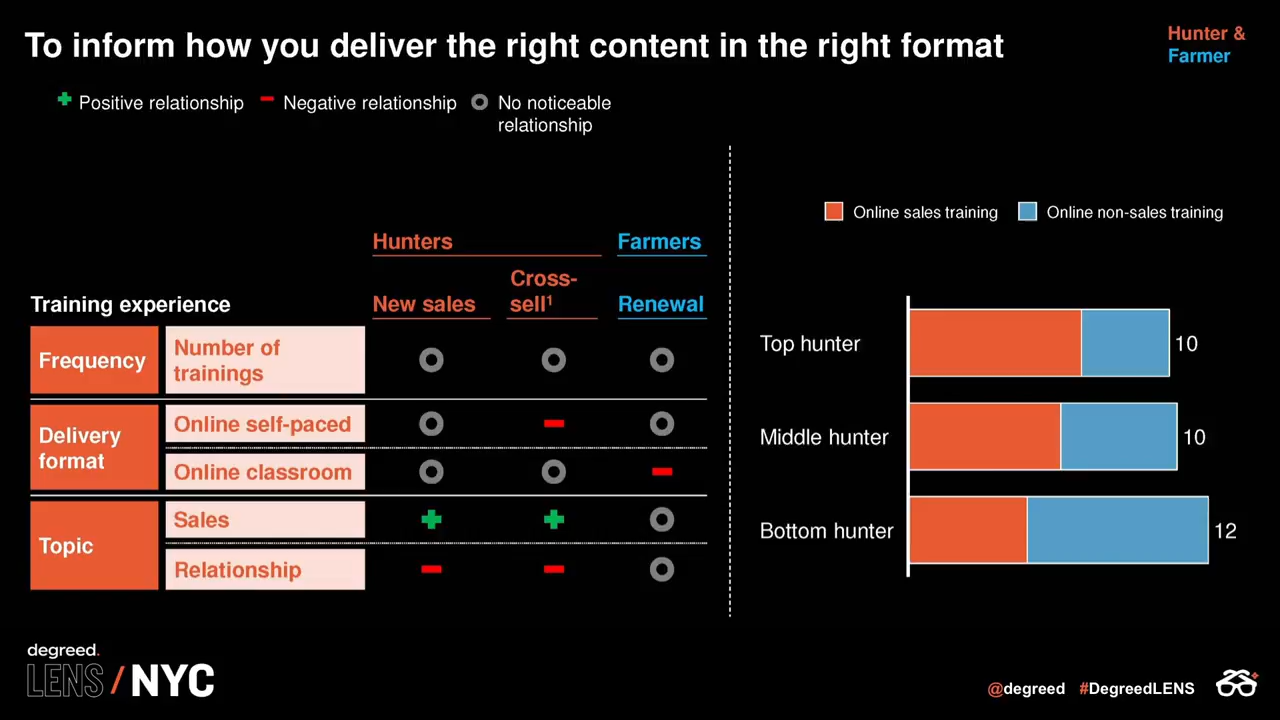 To inform how you deliver the right content in the right format
Hunter &
Farmer
Positive relationship
Negative relationship
No noticeable
relationship
Online sales training
Online non-sales training
Hunters
Farmers
Training experience
New sales
Cross-
sell¹
Renewal
Frequency
Number of
trainings
Delivery
format
Online self-paced
Online classroom
Topic
Sales
Relationship
Top hunter
10
Middle hunter
10
Bottom hunter
12
degreed.
LENS / NYC
@degreed #DegreedLENS